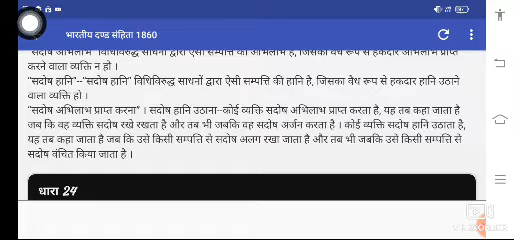 भारतीय दण्ड संहिता 1860
"सदोष अभिलाभ" विधिविरुद्ध साधनों द्वारा ऐसी सम्पत्ति का अभिलाभ है, जिसका वैध रूप से हकदार अभिलाभ प्राप्त
करने वाला व्यक्ति न हो ।
"सदोष हानि"--"सदोष हानि" विधिविरुद्ध साधनों द्वारा ऐसी सम्पत्ति की हानि है, जिसका वैध रूप से हकदार हानि उठाने
वाला व्यक्ति हो ।
"सदोष अभिलाभ प्राप्त करना" । सदोष हानि उठाना--कोई व्यक्ति सदोष अभिलाभ प्राप्त करता है, यह तब कहा जाता है
जब कि वह व्यक्ति सदोष रखे रखता है और तब भी जबकि वह सदोष अर्जन करता है । कोई व्यक्ति सदोष हानि उठाता है,
यह तब कहा जाता है जब कि उसे किसी सम्पत्ति से सदोष अलग रखा जाता है और तब भी जबकि उसे किसी सम्पत्ति से
सदोष वंचित किया जाता है ।
धारा 24